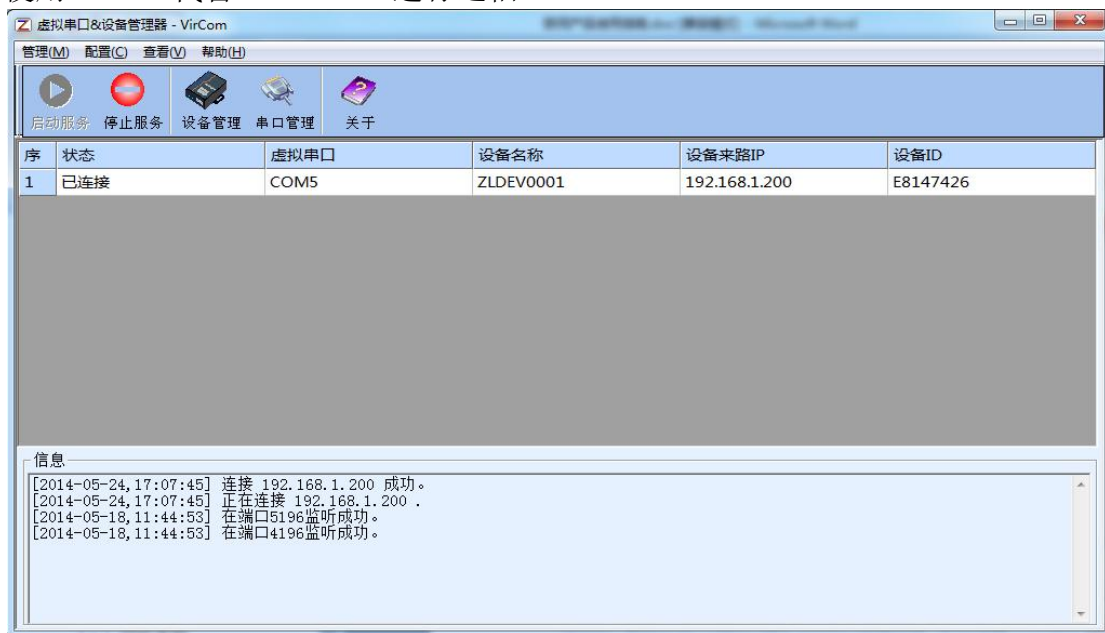 虚拟串口&设备管理器 - VirCom
管理(M) 配置(C) 查看(V) 帮助(H)
启动服务 停止服务 设备管理 串口管理 关于
序 状态 虚拟串口 设备名称 设备来路IP 设备ID
1 已连接 COM5 ZLDEV0001 192.168.1.200 E8147426
信息
[2014-05-24,17:07:45] 连接 192.168.1.200 成功。
[2014-05-24,17:07:45] 正在连接 192.168.1.200 .
[2014-05-18,11:44:53] 在端口5196监听成功。
[2014-05-18,11:44:53] 在端口4196监听成功。